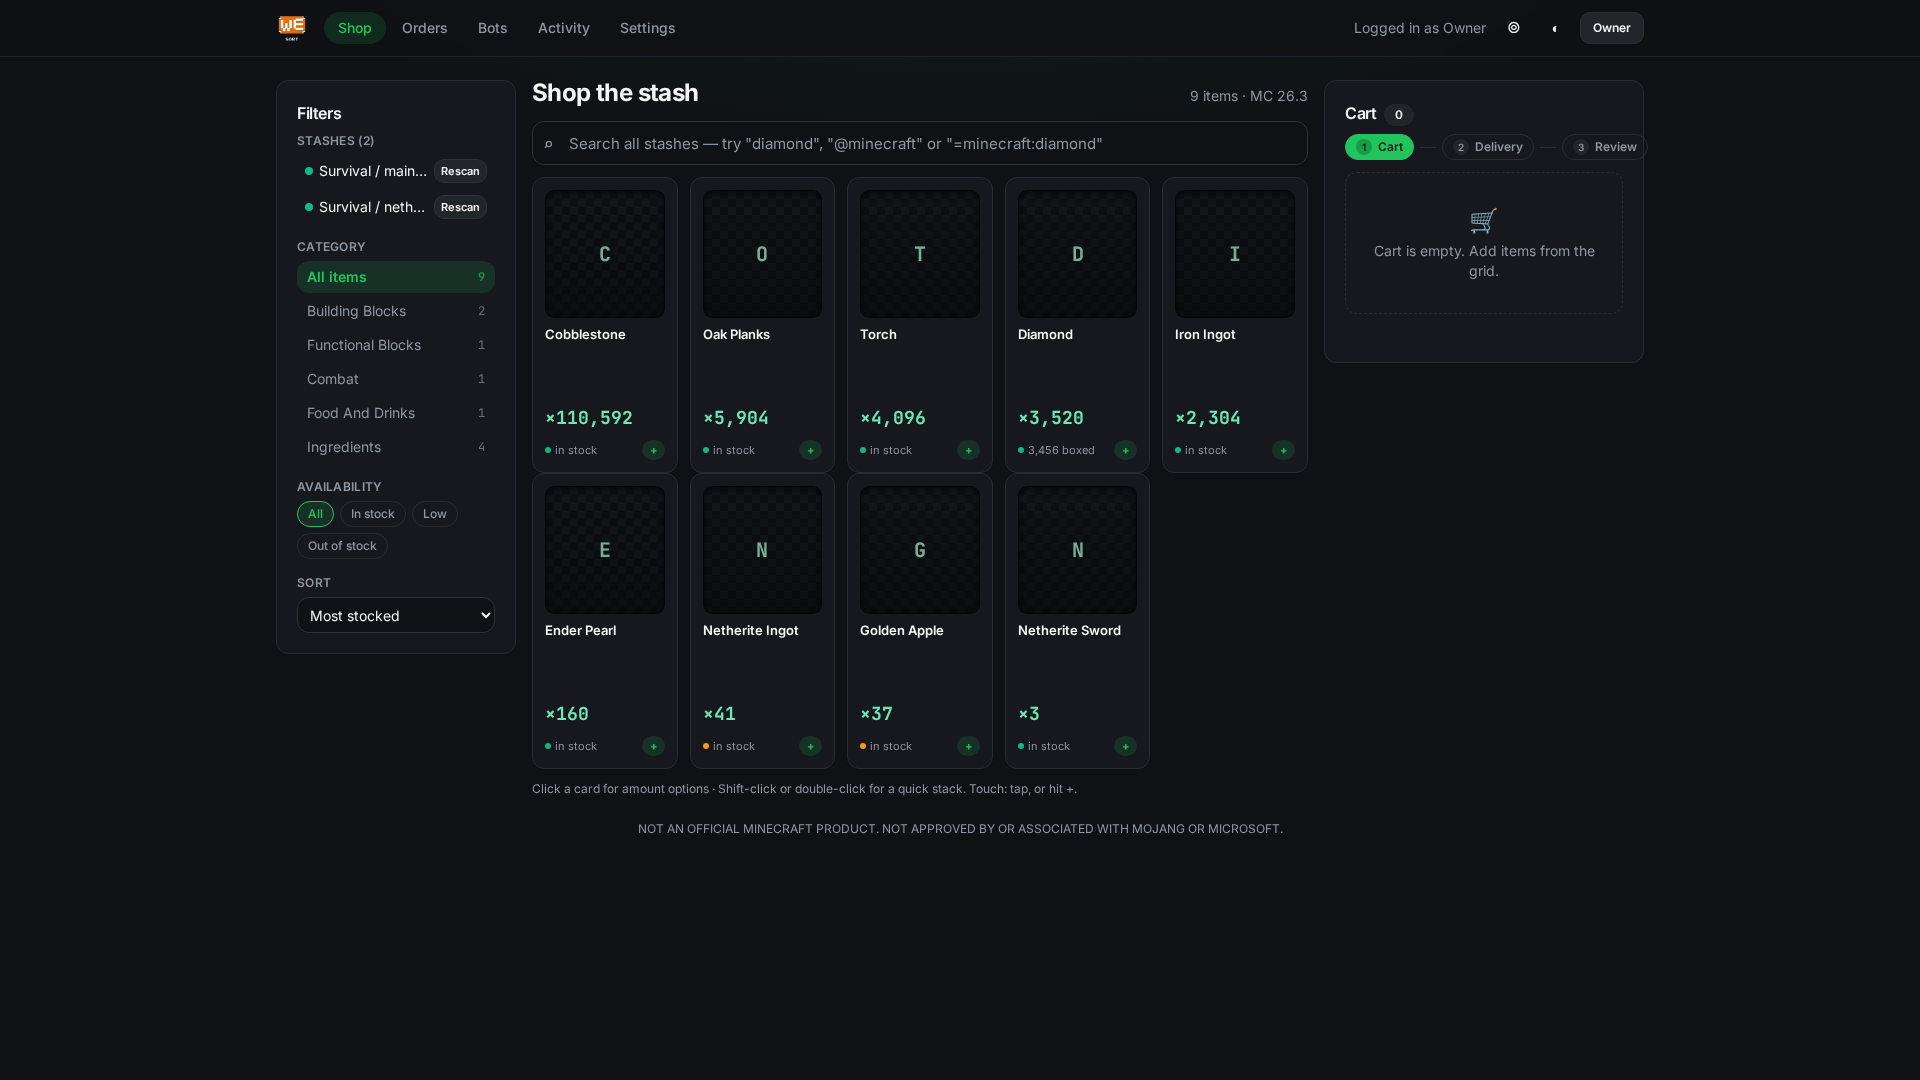 WE
SORT
Shop
Orders
Bots
Activity
Settings
Logged in as Owner
Owner
Filters
STASHES (2)
Survival / main... Rescan
Survival / neth... Rescan
CATEGORY
All items 9
Building Blocks 2
Functional Blocks 1
Combat 1
Food And Drinks 1
Ingredients 4
AVAILABILITY
All In stock Low
Out of stock
SORT
Most stocked
Shop the stash
9 items · MC 26.3
Search all stashes — try "diamond", "@minecraft" or "=minecraft:diamond"
C
Cobblestone
×110,592
in stock +
O
Oak Planks
×5,904
in stock +
T
Torch
×4,096
in stock +
D
Diamond
×3,520
3,456 boxed +
I
Iron Ingot
×2,304
in stock +
E
Ender Pearl
×160
in stock +
N
Netherite Ingot
×41
in stock +
G
Golden Apple
×37
in stock +
N
Netherite Sword
×3
in stock +
Click a card for amount options · Shift-click or double-click for a quick stack. Touch: tap, or hit +.
Cart 0
1 Cart 2 Delivery 3 Review
Cart is empty. Add items from the
grid.
NOT AN OFFICIAL MINECRAFT PRODUCT. NOT APPROVED BY OR ASSOCIATED WITH MOJANG OR MICROSOFT.